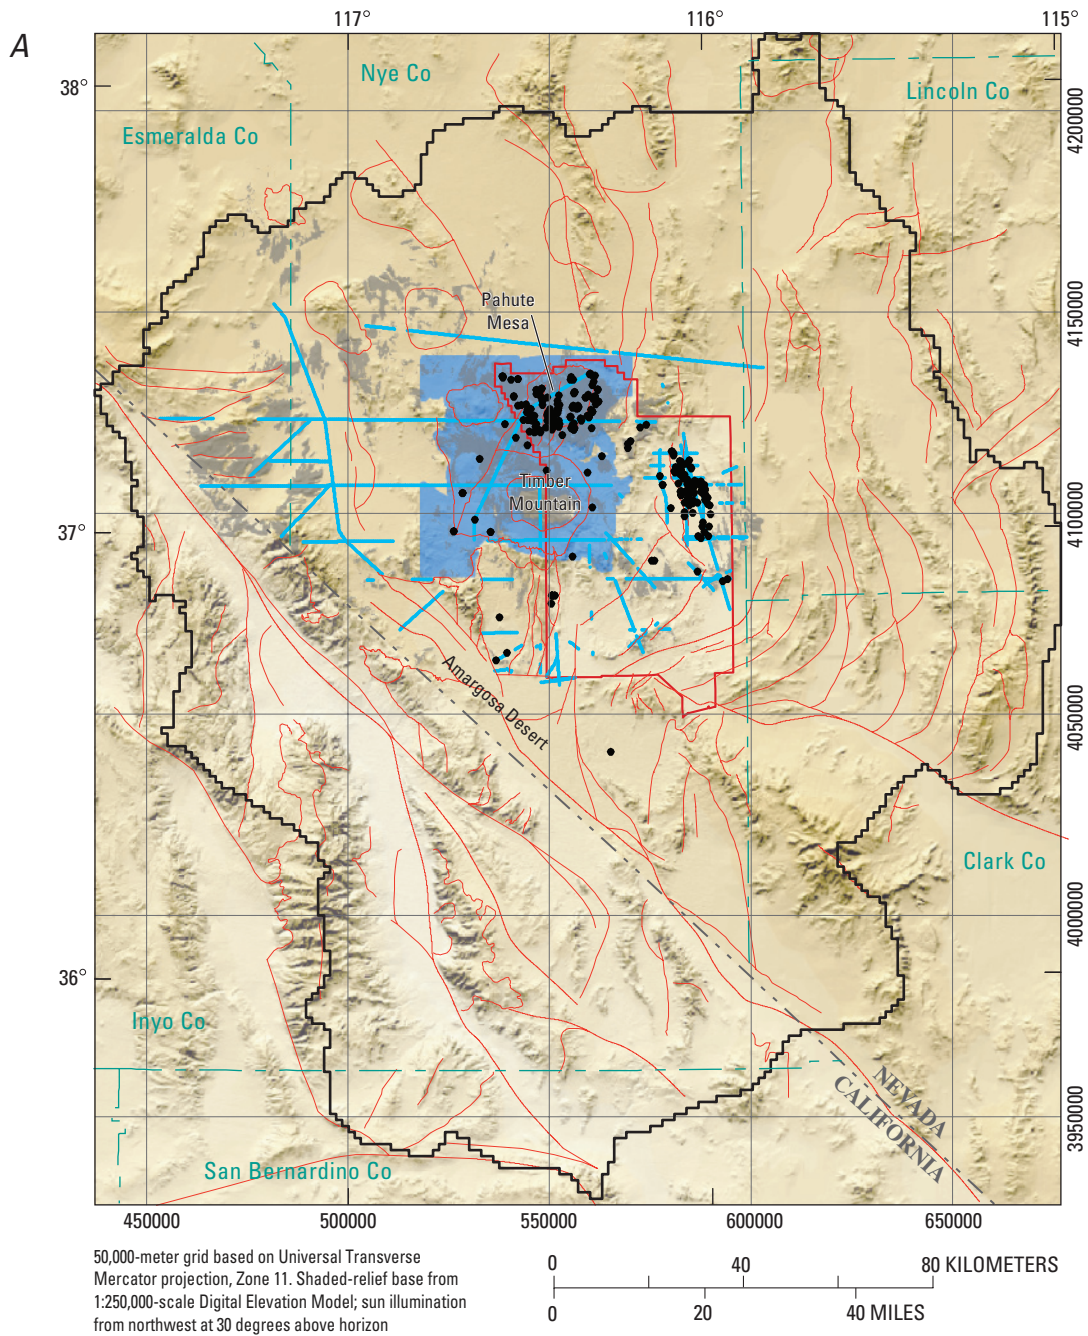 A
117°
116°
115°
38°
Nye Co
Lincoln Co
Esmeralda Co
4200000
Pahute
Mesa
4150000
Timber
Mountain
37°
4100000
Amargosa Desert
4050000
Clark Co
4000000
36°
Inyo Co
NEVADA
CALIFORNIA
3950000
San Bernardino Co
450000
500000
550000
600000
650000
50,000-meter grid based on Universal Transverse
Mercator projection, Zone 11. Shaded-relief base from
1:250,000-scale Digital Elevation Model; sun illumination
from northwest at 30 degrees above horizon
0
40
80 KILOMETERS
0
20
40 MILES